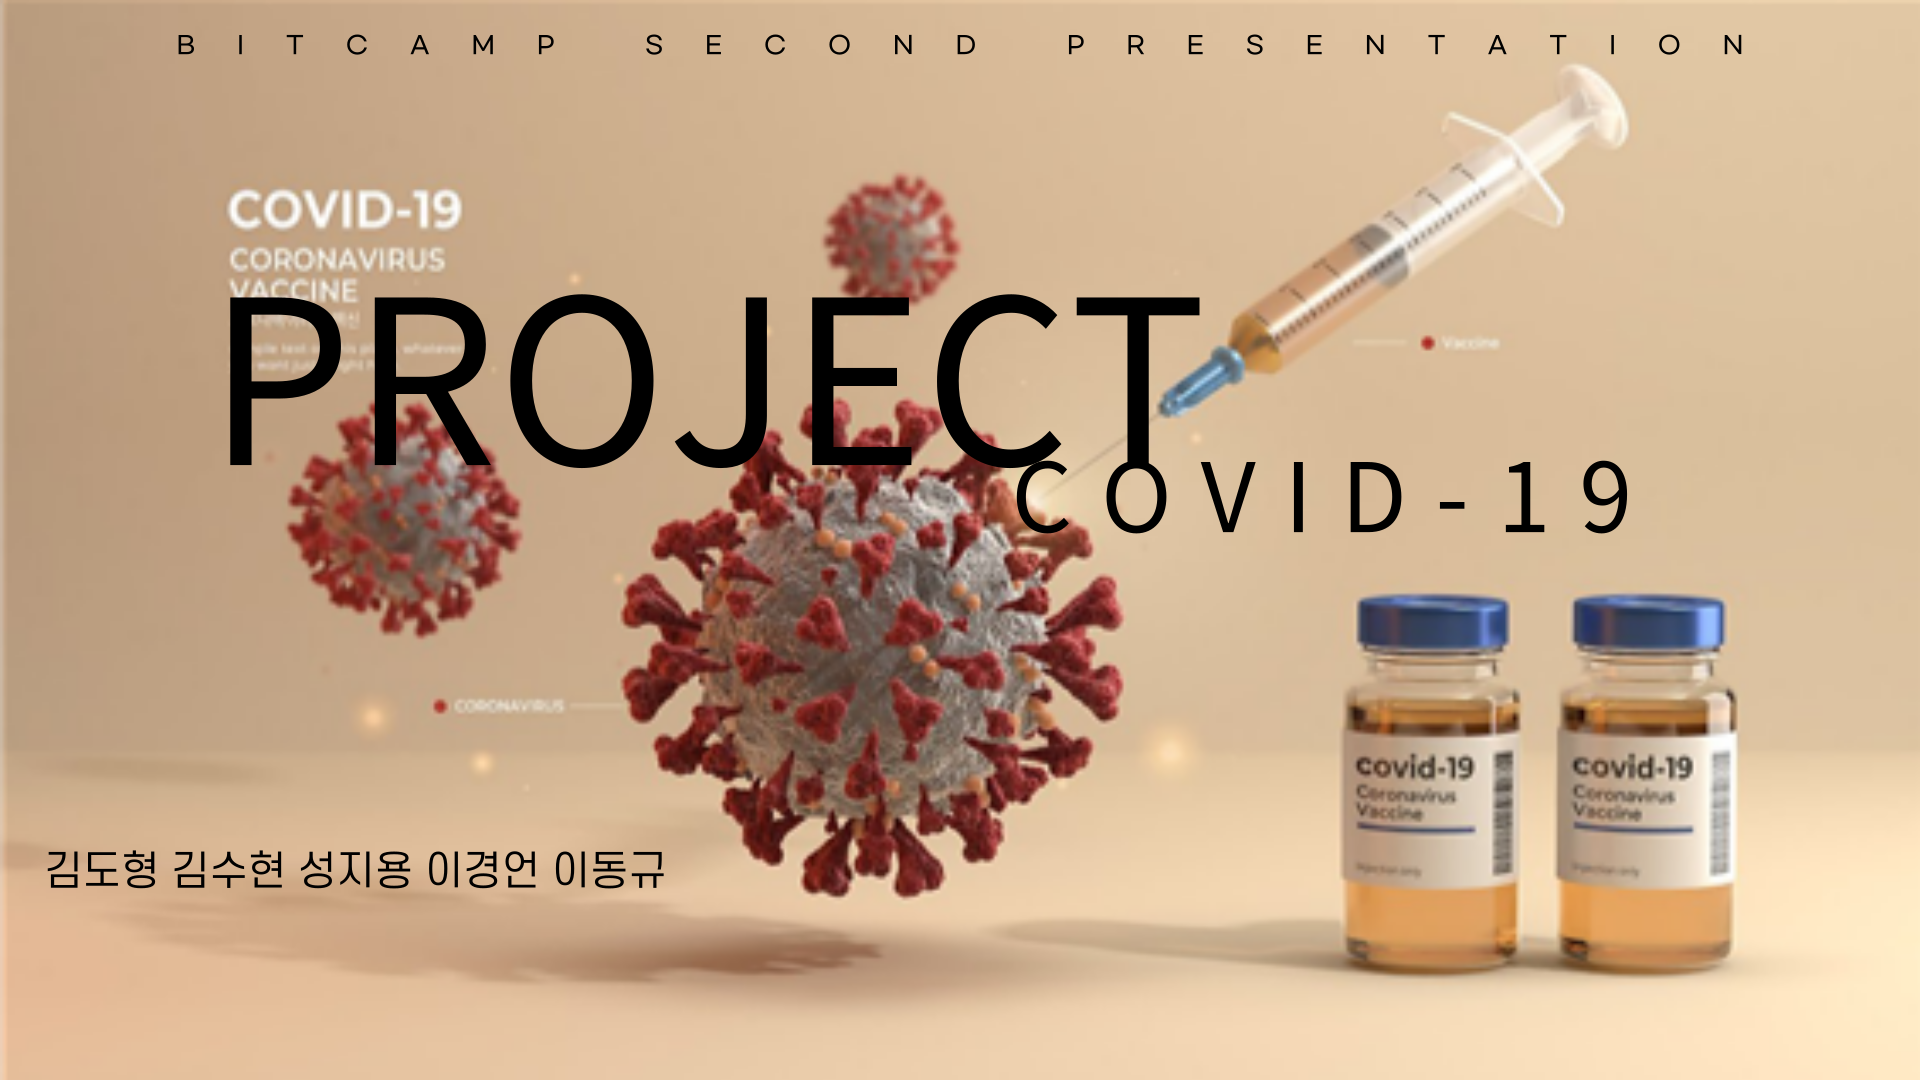 BITCAMP SECOND PRESENTATION
COVID-19
CORONAVIRUS
VACCINE
PROJECT
COVID-19
Vaccine
CORONAVIRUS
covid-19
Coronavirus
Vaccine
covid-19
Coronavirus
Vaccine
김도형 김수현 성지용 이경언 이동규